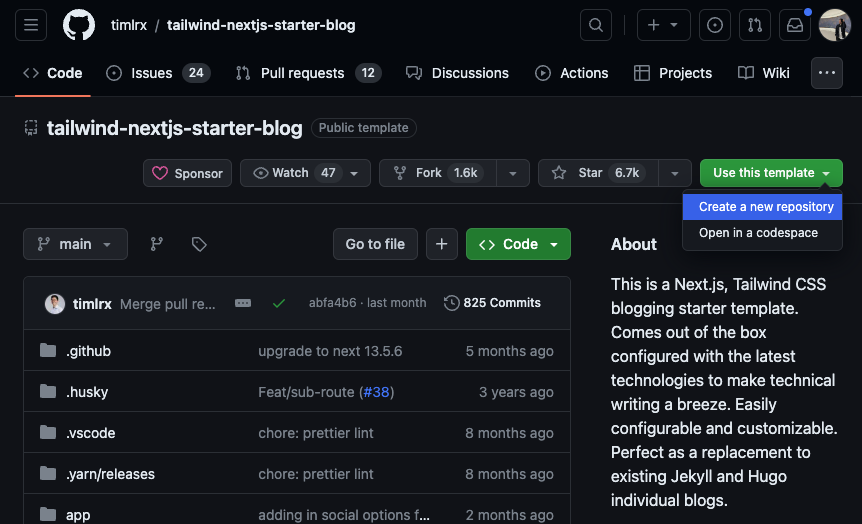 timlrx / tailwind-nextjs-starter-blog
Code Issues 24 Pull requests 12 Discussions Actions Projects Wiki
tailwind-nextjs-starter-blog Public template
Sponsor Watch 47 Fork 1.6k Star 6.7k Use this template
Create a new repository
Open in a codespace
main Go to file Code
timlrx Merge pull re... abfa4b6 · last month 825 Commits
.github upgrade to next 13.5.6 5 months ago
.husky Feat/sub-route (#38) 3 years ago
.vscode chore: prettier lint 8 months ago
.yarn/releases chore: prettier lint 8 months ago
app adding in social options f... 2 months ago
About
This is a Next.js, Tailwind CSS
blogging starter template.
Comes out of the box
configured with the latest
technologies to make technical
writing a breeze. Easily
configurable and customizable.
Perfect as a replacement to
existing Jekyll and Hugo
individual blogs.